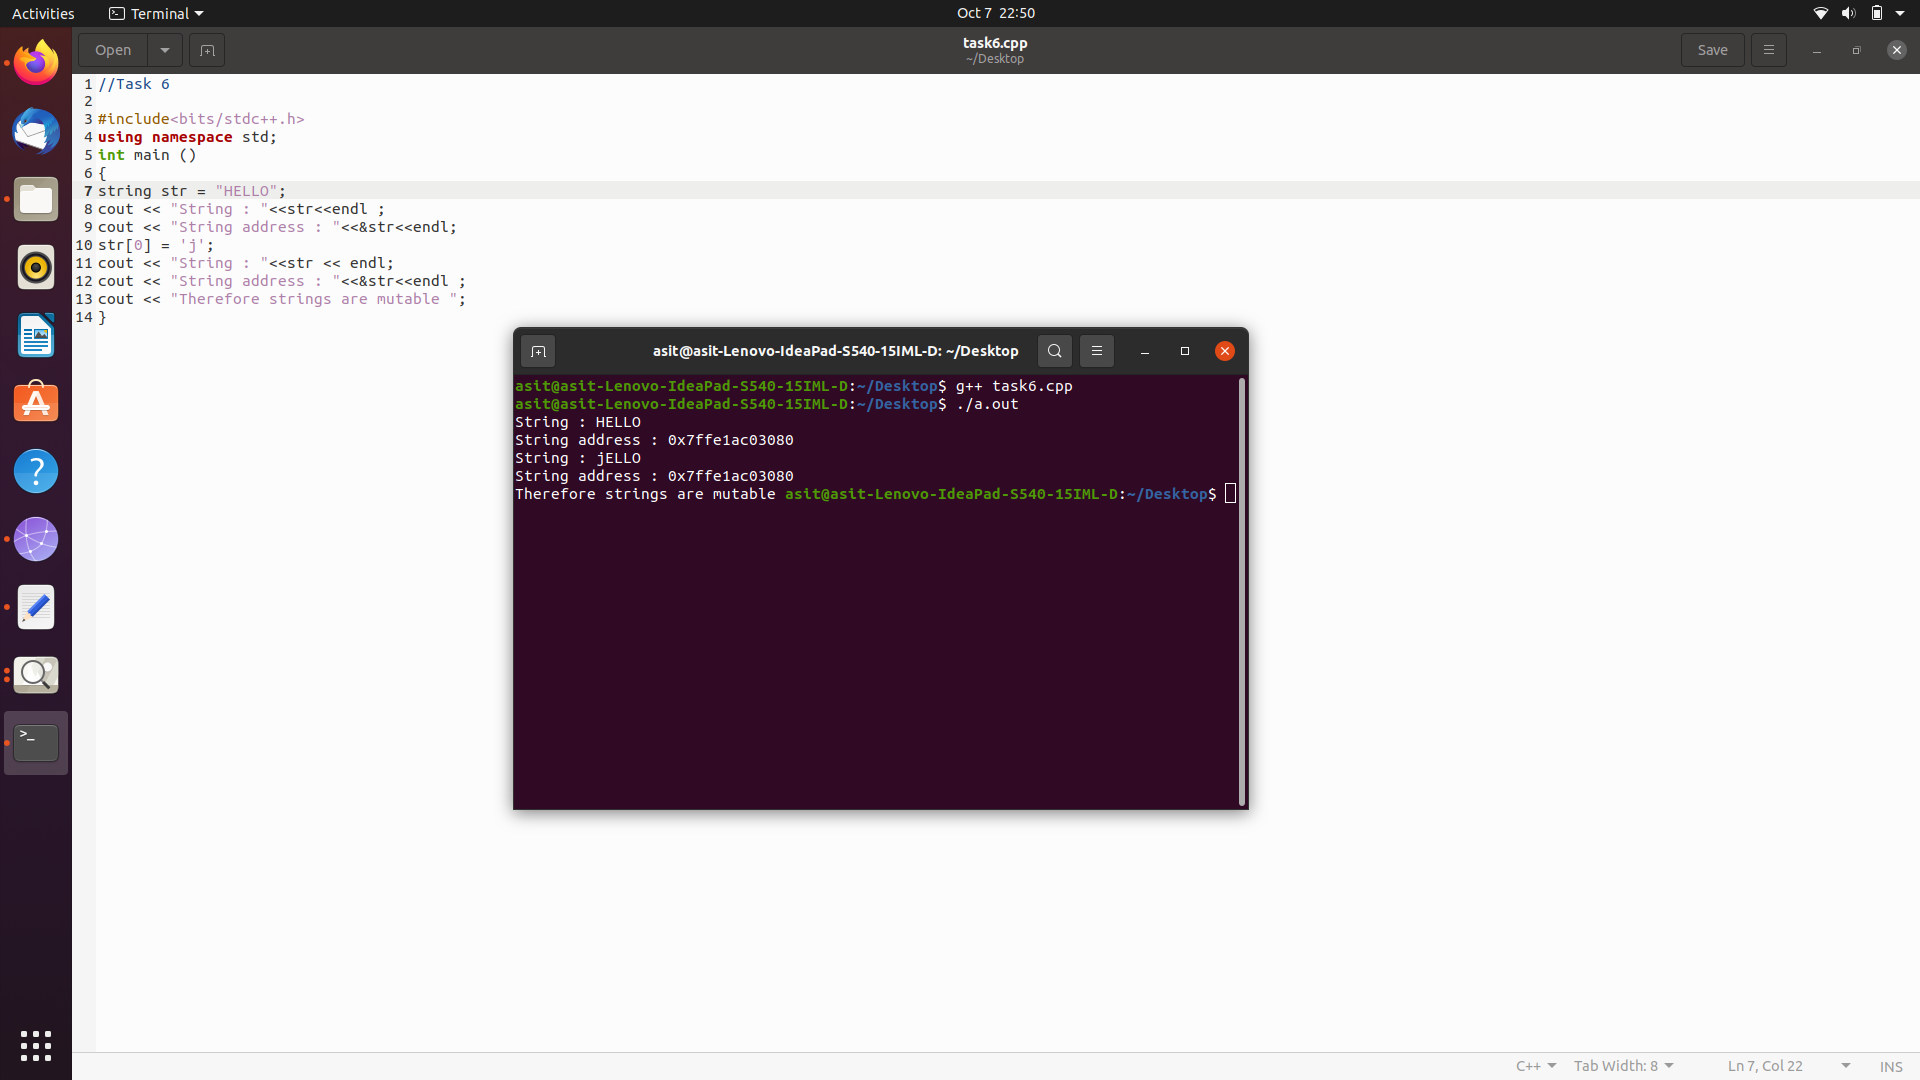 Activities
Terminal
Oct 7 22:50
Open
task6.cpp
~/Desktop
Save
1 //Task 6
2
3 #include<bits/stdc++.h>
4 using namespace std;
5 int main ()
6 {
7 string str = "HELLO";
8 cout << "String : "<<str<<endl ;
9 cout << "String address : "<<&str<<endl;
10 str[0] = 'j';
11 cout << "String : "<<str << endl;
12 cout << "String address : "<<&str<<endl ;
13 cout << "Therefore strings are mutable ";
14 }
asit@asit-Lenovo-IdeaPad-S540-15IML-D: ~/Desktop
asit@asit-Lenovo-IdeaPad-S540-15IML-D:~/Desktop$ g++ task6.cpp
asit@asit-Lenovo-IdeaPad-S540-15IML-D:~/Desktop$ ./a.out
String : HELLO
String address : 0x7ffe1ac03080
String : jELLO
String address : 0x7ffe1ac03080
Therefore strings are mutable asit@asit-Lenovo-IdeaPad-S540-15IML-D:~/Desktop$
C++
Tab Width: 8
Ln 7, Col 22
INS